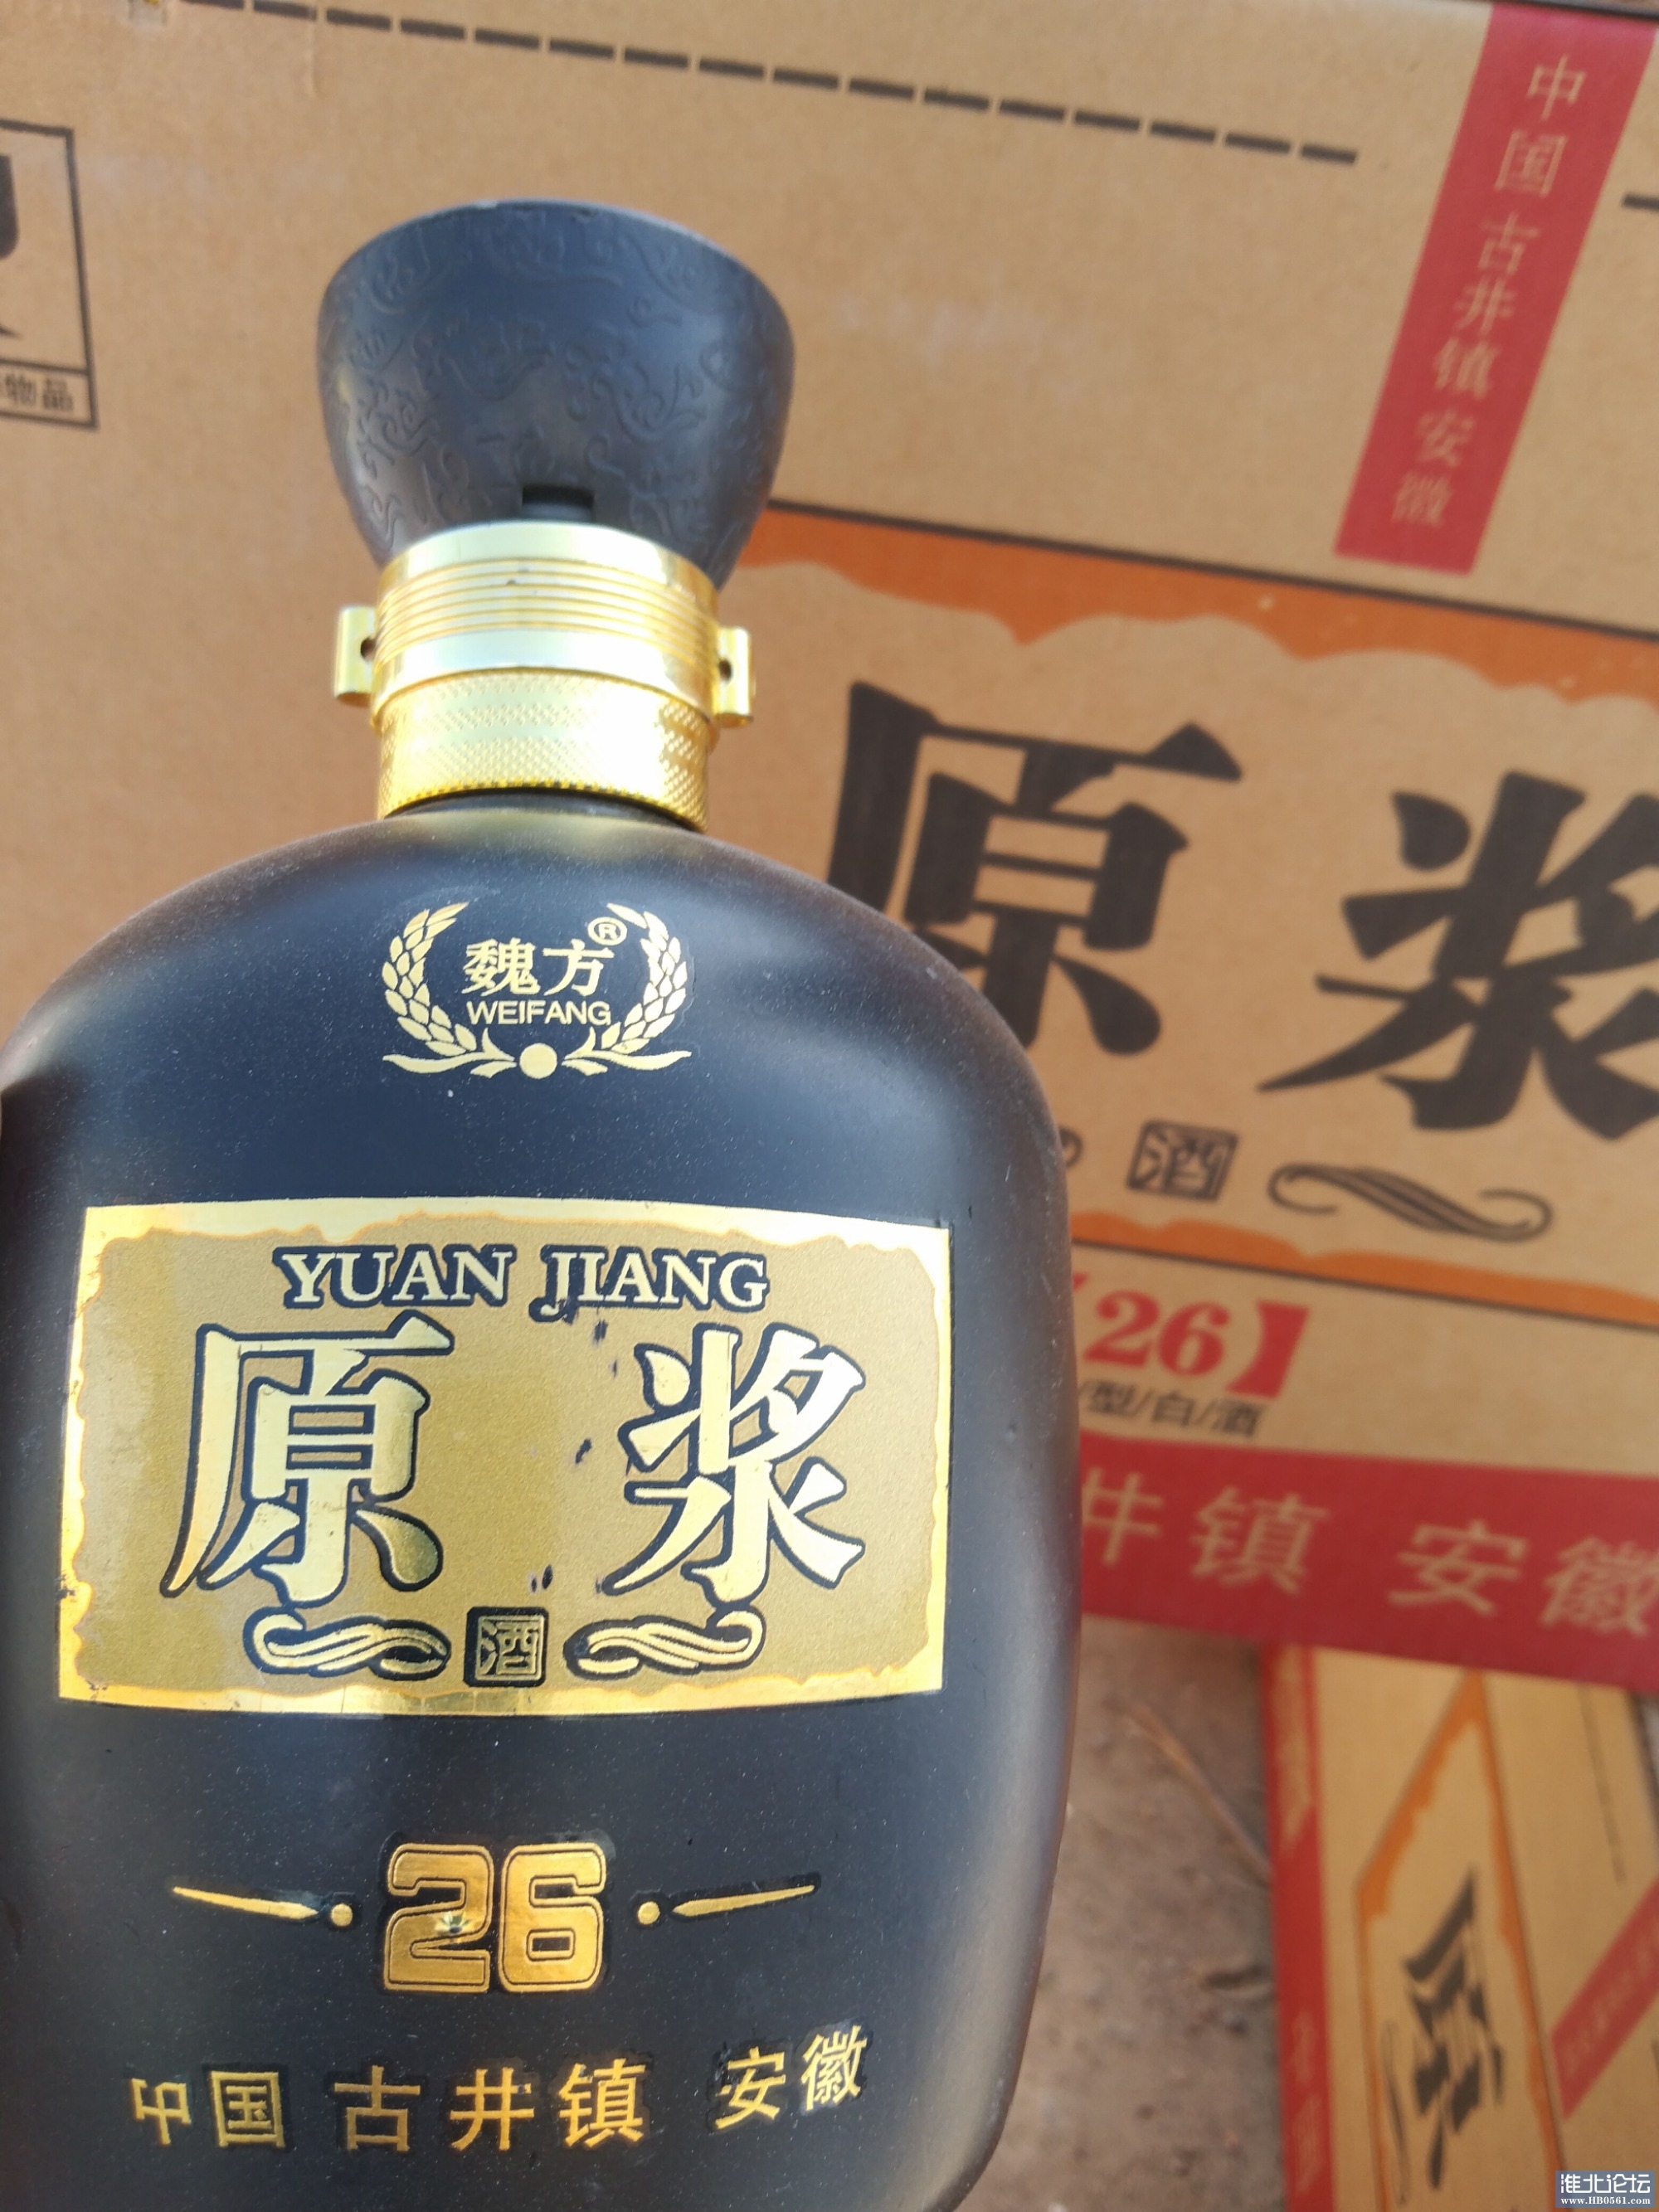 中国古井镇安徽
物品
原浆
酒
【26】
型/白/酒
井镇 安徽
原
魏方®
WEIFANG
YUAN JIANG
原浆
酒
26
中国 古井镇 安徽
淮北论坛
www.HB0561.com